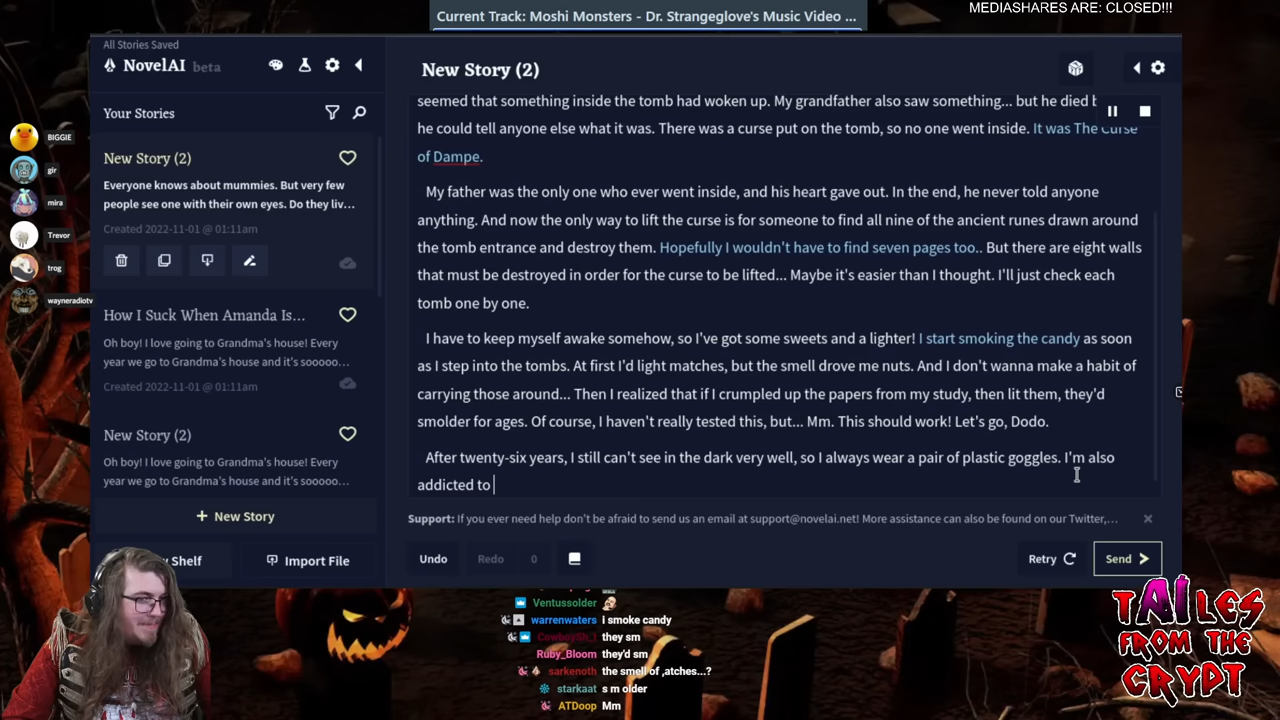 Current Track: Moshi Monsters - Dr. Strangeglove's Music Video ...
MEDIASHARES ARE: CLOSED!!!
All Stories Saved
NovelAI beta
Your Stories
New Story (2)
Everyone knows about mummies. But very few
people see one with their own eyes. Do they liv...
Created 2022-11-01 @ 01:11am
How I Suck When Amanda Is...
Oh boy! I love going to Grandma's house! Every
year we go to Grandma's house and it's sooooo...
Created 2022-11-01 @ 01:11am
New Story (2)
Oh boy! I love going to Grandma's house! Every
year we go to Grandma's house and it's sooooo...
+ New Story
Shelf
Import File
BIGGIE
gir
mira
Trevor
trog
wayneradiotv
New Story (2)
seemed that something inside the tomb had woken up. My grandfather also saw something... but he died b
he could tell anyone else what it was. There was a curse put on the tomb, so no one went inside. It was The Curse
of Dampe.
My father was the only one who ever went inside, and his heart gave out. In the end, he never told anyone
anything. And now the only way to lift the curse is for someone to find all nine of the ancient runes drawn around
the tomb entrance and destroy them. Hopefully I wouldn't have to find seven pages too.. But there are eight walls
that must be destroyed in order for the curse to be lifted... Maybe it's easier than I thought. I'll just check each
tomb one by one.
I have to keep myself awake somehow, so I've got some sweets and a lighter! I start smoking the candy as soon
as I step into the tombs. At first I'd light matches, but the smell drove me nuts. And I don't wanna make a habit of
carrying those around... Then I realized that if I crumpled up the papers from my study, then lit them, they'd
smolder for ages. Of course, I haven't really tested this, but... Mm. This should work! Let's go, Dodo.
After twenty-six years, I still can't see in the dark very well, so I always wear a pair of plastic goggles. I'm also
addicted to
Support: If you ever need help don't be afraid to send us an email at support@novelai.net! More assistance can also be found on our Twitter,...
Undo
Redo
0
Retry
Send
Ventussolder
warrenwaters i smoke candy
they sm
Ruby_Bloom they'd sm
sarkenoth the smell of ,atches...?
starkaat s m older
ATDoop Mm
TAILES
FROM THE
CRYPT